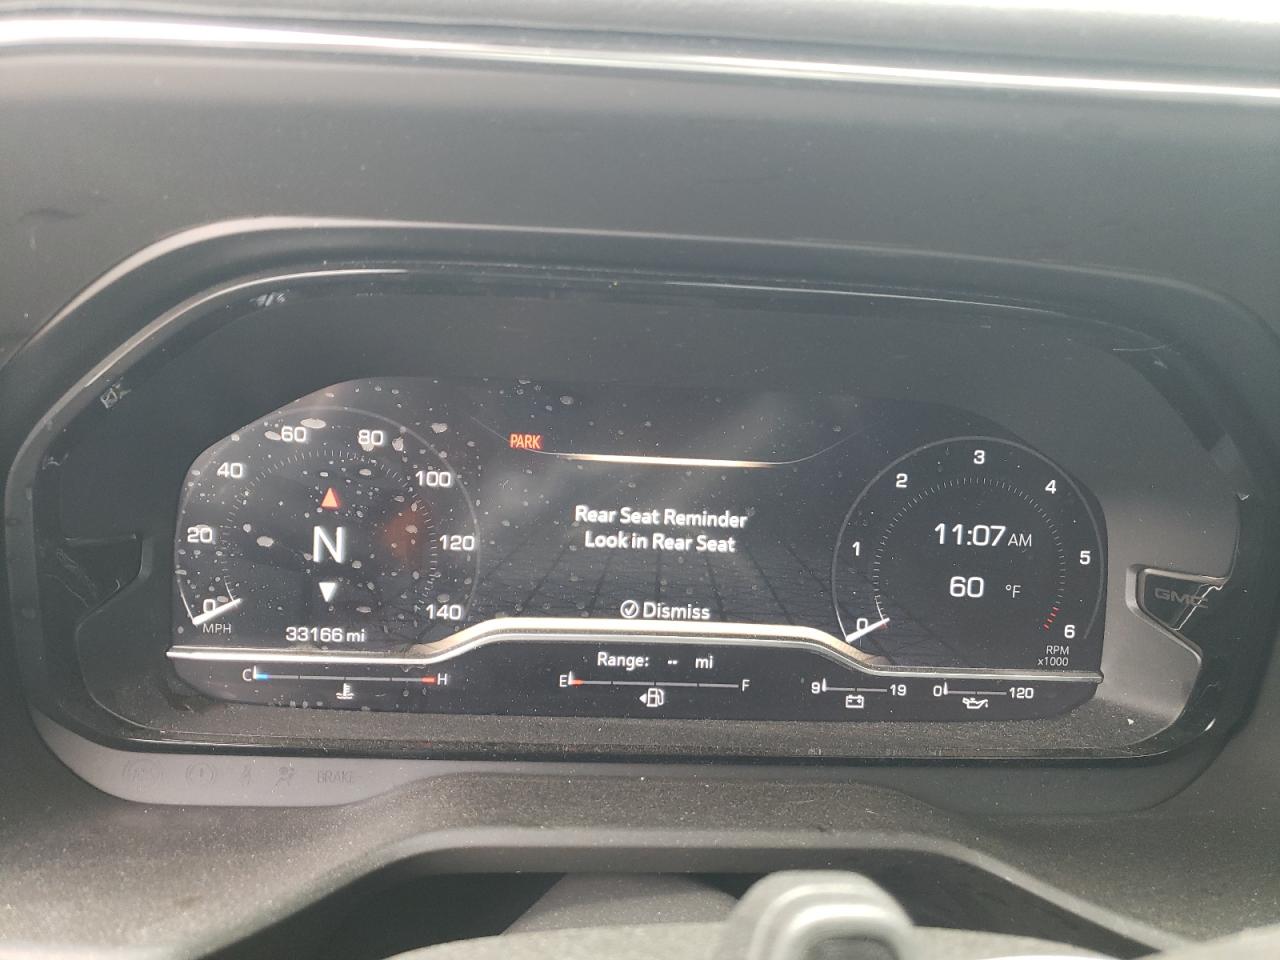 PARK
60 80
40 100
20 120
0 140
MPH
N
33166 mi
Rear Seat Reminder
Look in Rear Seat
Dismiss
3
2 4
1 5
0 6
11:07 AM
60 °F
RPM
x1000
Range: -- mi
C H
E F
9 19
0 120
GMC
BRAKE